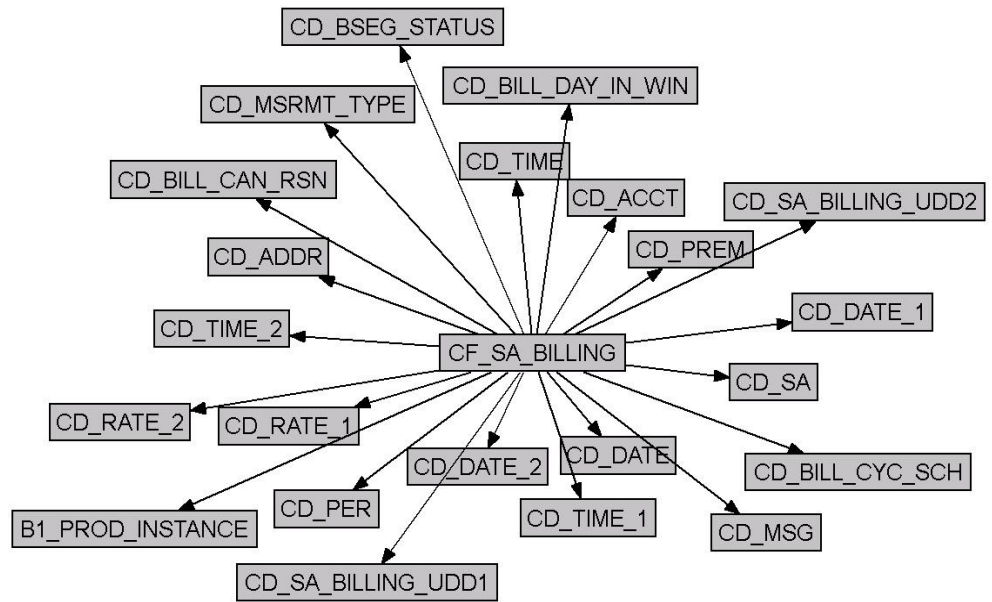 CD_BSEG_STATUS
CD_BILL_DAY_IN_WIN
CD_MSRMT_TYPE
CD_TIME
CD_BILL_CAN_RSN
CD_ACCT
CD_SA_BILLING_UDD2
CD_PREM
CD_ADDR
CD_DATE_1
CD_TIME_2
CF_SA_BILLING
CD_SA
CD_RATE_2
CD_RATE_1
CD_DATE
CD_DATE_2
CD_BILL_CYC_SCH
CD_PER
CD_TIME_1
B1_PROD_INSTANCE
CD_MSG
CD_SA_BILLING_UDD1